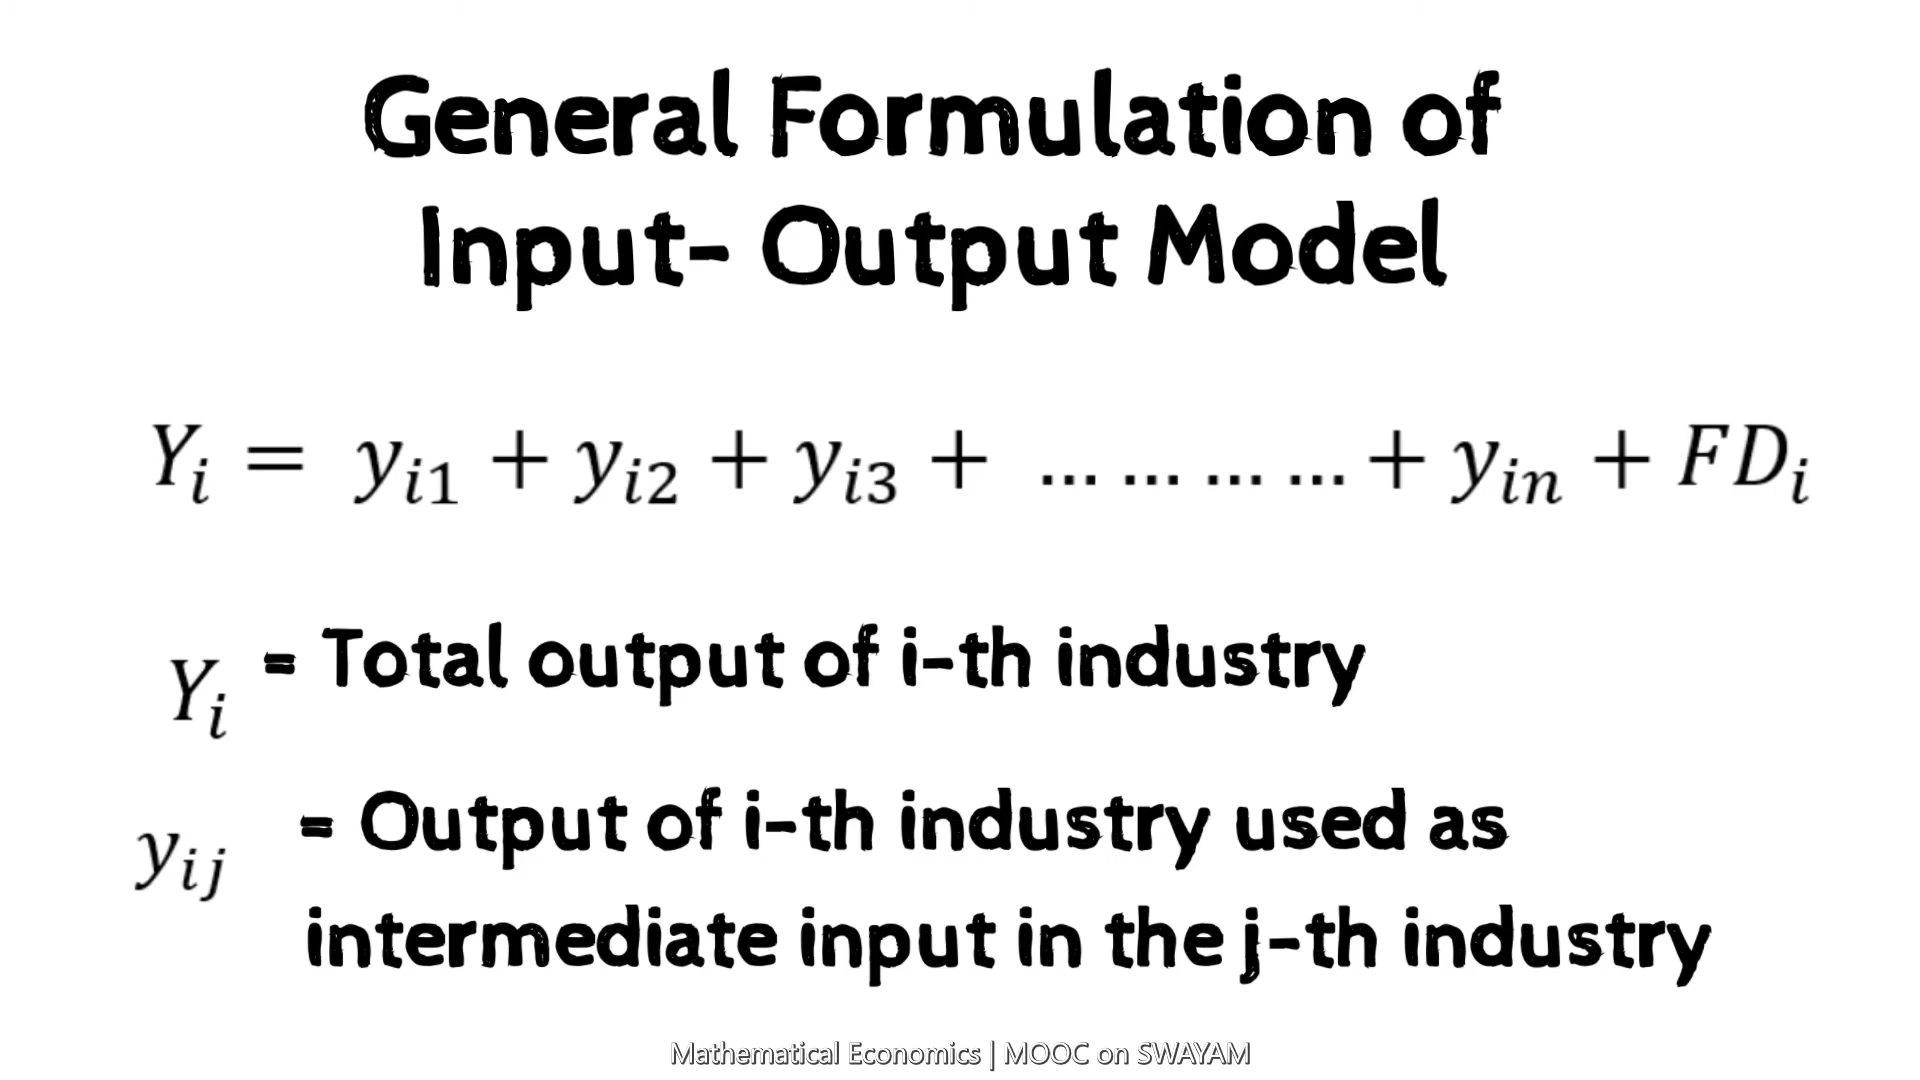 General Formulation of
Input- Output Model
Yᵢ = yᵢ₁ + yᵢ₂ + yᵢ₃ + ... ... ... ... + yᵢₙ + FDᵢ
Yᵢ = Total output of i-th industry
yᵢⱼ = Output of i-th industry used as
intermediate input in the j-th industry
Mathematical Economics | MOOC on SWAYAM